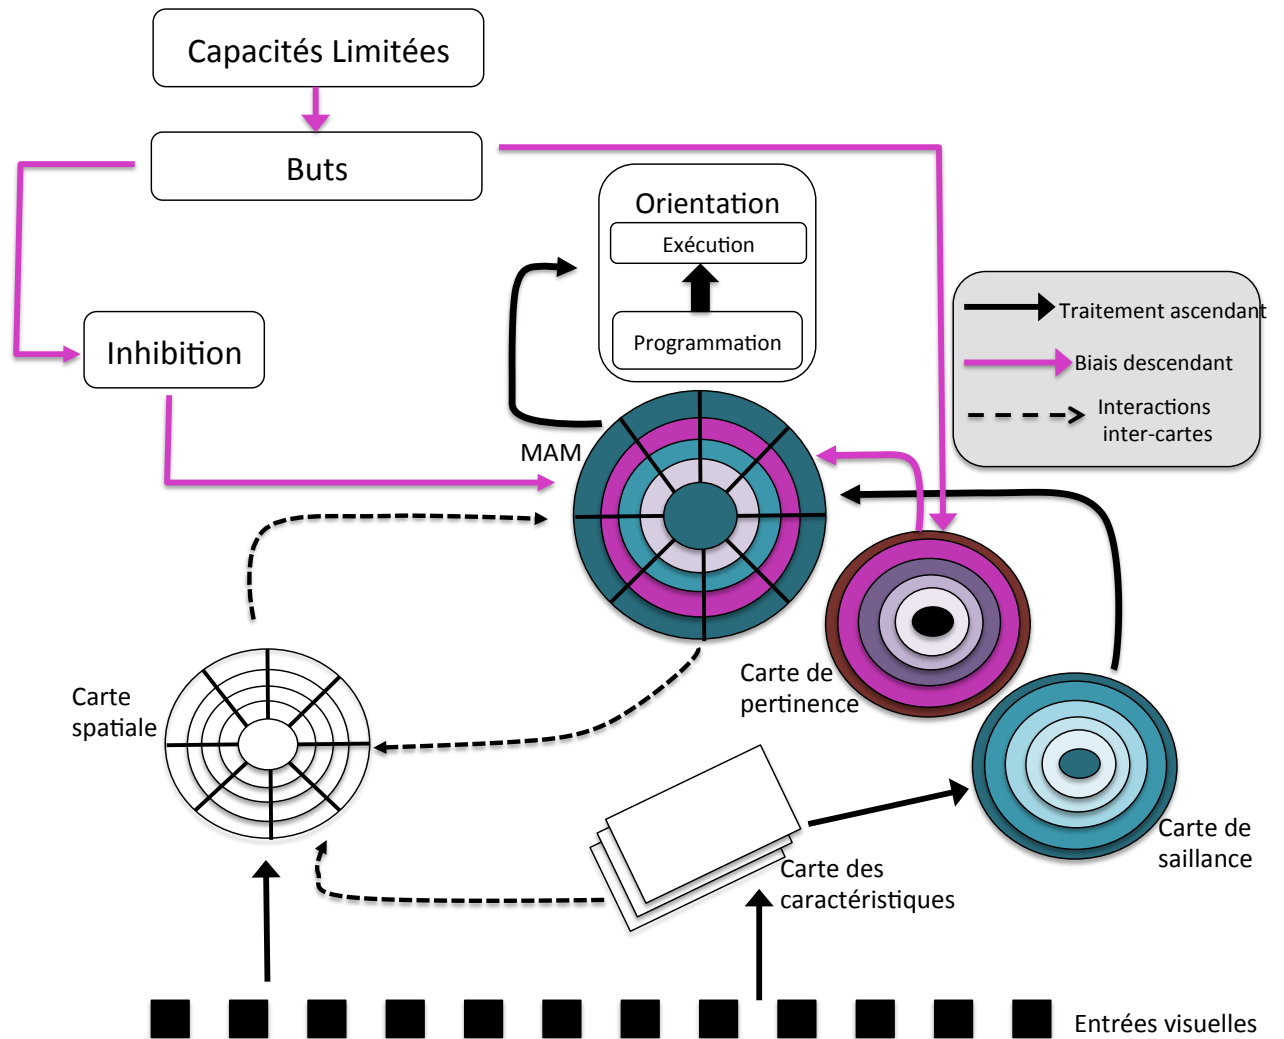 Capacités Limitées
Buts
Orientation
Exécution
Programmation
Traitement ascendant
Biais descendant
Interactions
inter-cartes
Inhibition
MAM
Carte
spatiale
Carte de
pertinence
Carte de
saillance
Carte des
caractéristiques
Entrées visuelles